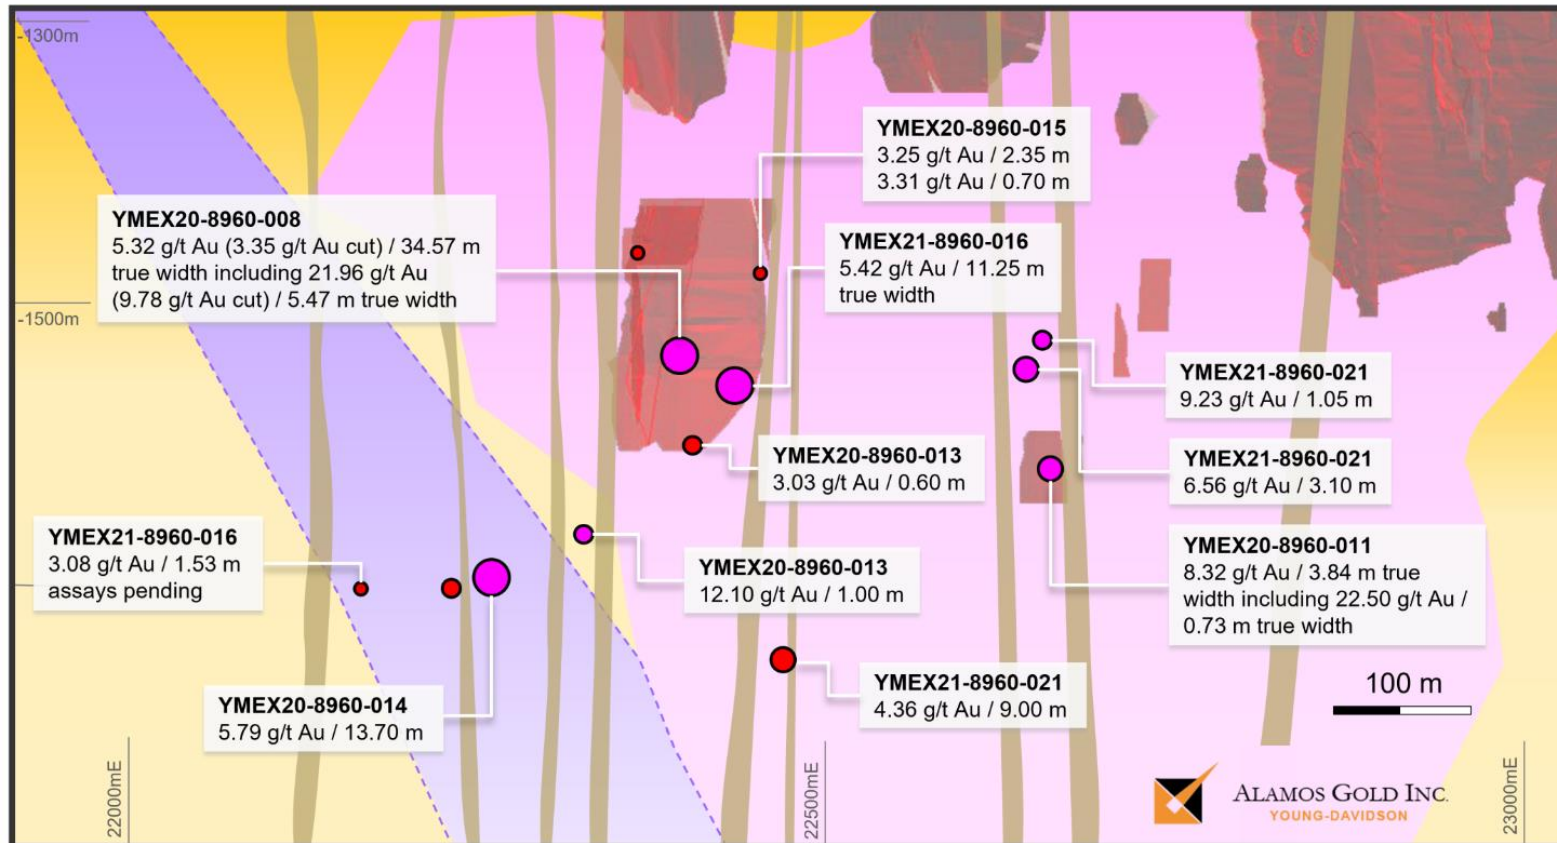 -1300m
YMEX20-8960-015
3.25 g/t Au / 2.35 m
3.31 g/t Au / 0.70 m
YMEX20-8960-008
5.32 g/t Au (3.35 g/t Au cut) / 34.57 m
true width including 21.96 g/t Au
(9.78 g/t Au cut) / 5.47 m true width
YMEX21-8960-016
5.42 g/t Au / 11.25 m
true width
-1500m
YMEX21-8960-021
9.23 g/t Au / 1.05 m
YMEX20-8960-013
3.03 g/t Au / 0.60 m
YMEX21-8960-021
6.56 g/t Au / 3.10 m
YMEX21-8960-016
3.08 g/t Au / 1.53 m
assays pending
YMEX20-8960-013
12.10 g/t Au / 1.00 m
YMEX20-8960-011
8.32 g/t Au / 3.84 m true
width including 22.50 g/t Au /
0.73 m true width
YMEX20-8960-014
5.79 g/t Au / 13.70 m
YMEX21-8960-021
4.36 g/t Au / 9.00 m
100 m
22000mE
22500mE
23000mE
ALAMOS GOLD INC.
YOUNG-DAVIDSON